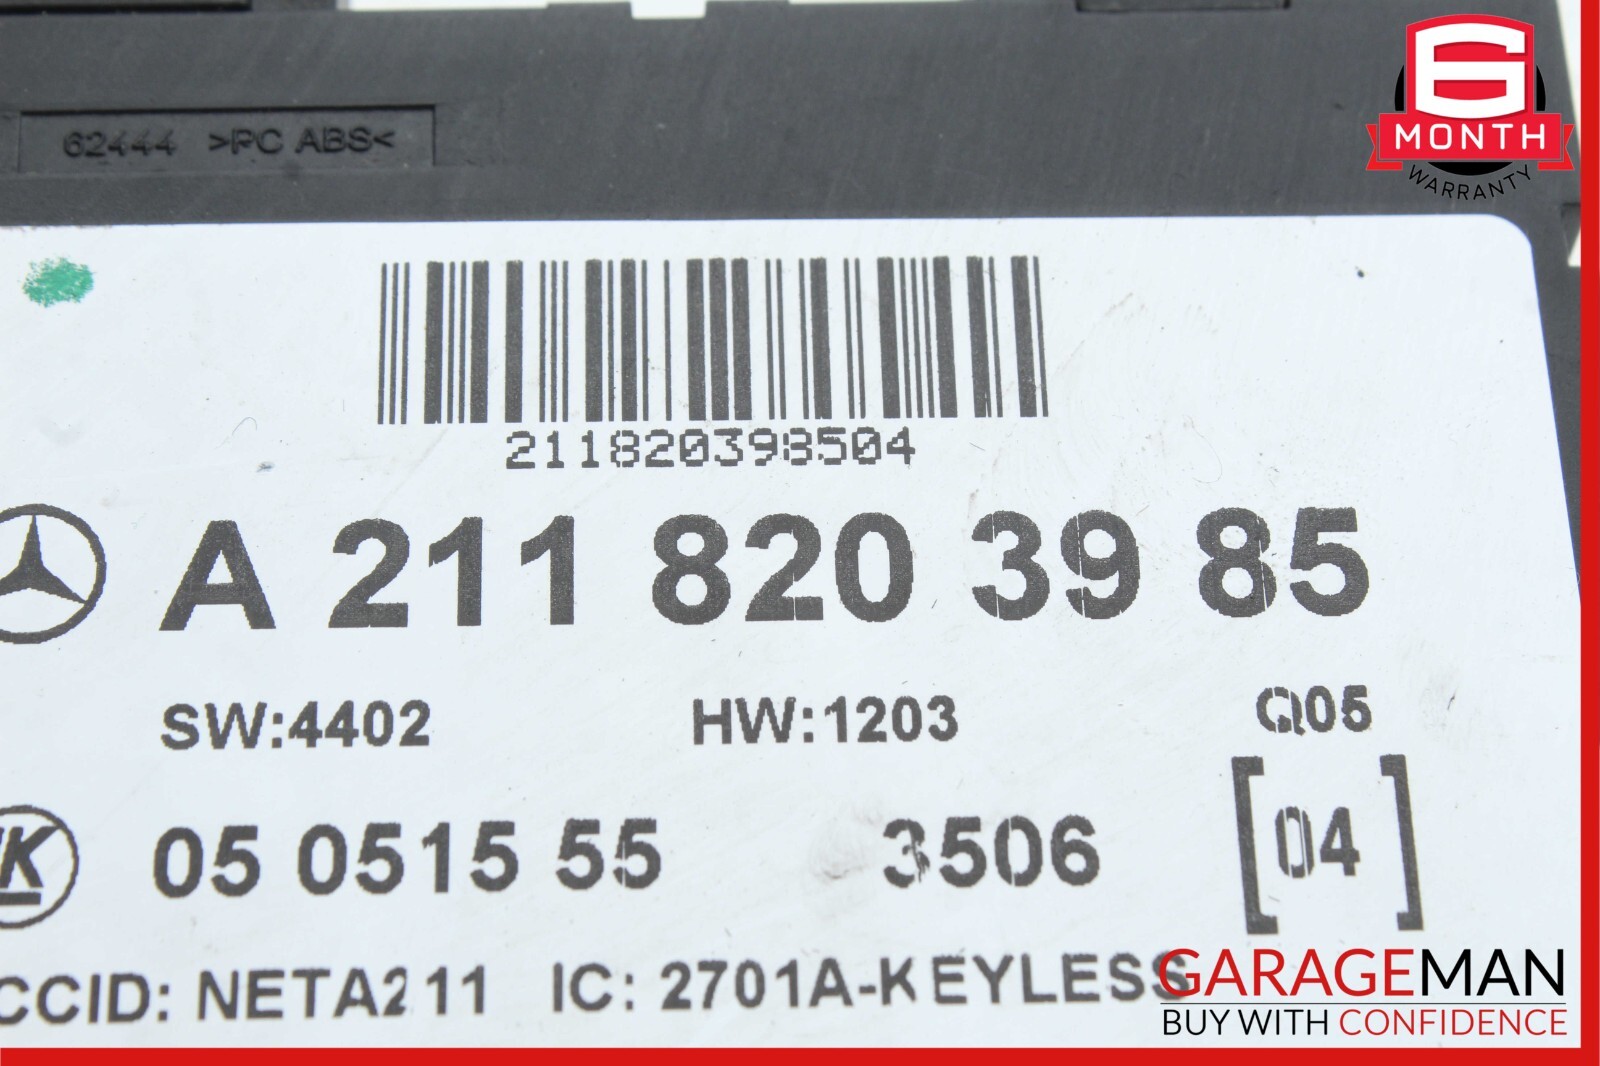 62444 >PC ABS<
6
MONTH
WARRANTY
211820398504
A 211 820 39 85
SW:4402 HW:1203 Q05
05 0515 55 3506 [04]
CCID: NETA211 IC: 2701A-KEYLESS
GARAGEMAN
BUY WITH CONFIDENCE